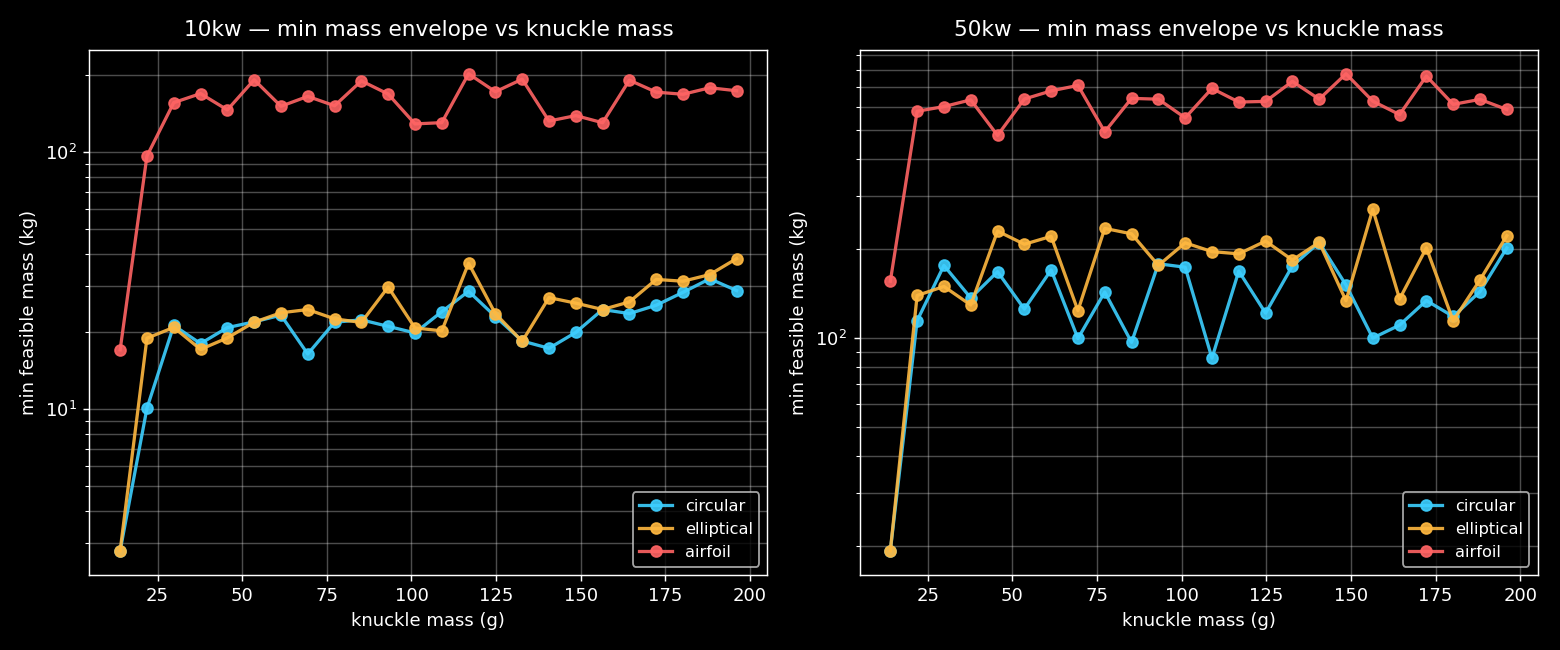 10kw — min mass envelope vs knuckle mass
min feasible mass (kg)
10²
10¹
25 50 75 100 125 150 175 200
knuckle mass (g)
circular
elliptical
airfoil
50kw — min mass envelope vs knuckle mass
min feasible mass (kg)
10²
25 50 75 100 125 150 175 200
knuckle mass (g)
circular
elliptical
airfoil